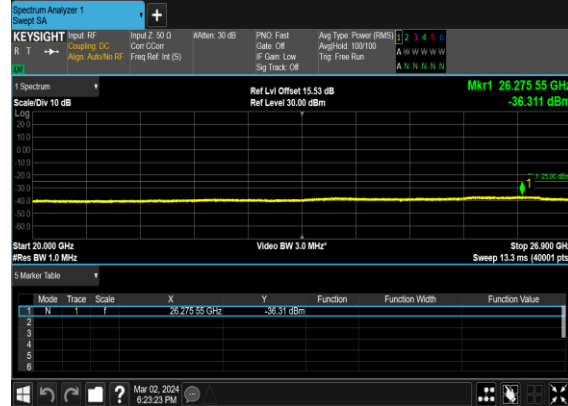 Spectrum Analyzer 1
Swept SA
+
KEYSIGHT
R T
LM
Input: RF
Coupling: DC
Align: Auto/No RF
Input Z: 50 Ω
Corr CCorr
Freq Ref: Int (S)
#Atten: 30 dB
PNO: Fast
Gate: Off
IF Gain: Low
Sig Track: Off
Avg Type: Power (RMS)
Avg|Hold: 100/100
Trig: Free Run
1 2 3 4 5 6
A W W W W W
A N N N N N
1 Spectrum
Scale/Div 10 dB
Ref Lvl Offset 15.53 dB
Ref Level 30.00 dBm
Mkr1 26.275 55 GHz
-36.311 dBm
Log
20.0
10.0
0.00
-10.0
-20.0
-30.0
-40.0
-50.0
-60.0
-25.00 dBm
1
Start 20.000 GHz
#Res BW 1.0 MHz
Video BW 3.0 MHz*
Stop 26.900 GHz
Sweep 13.3 ms (40001 pts)
5 Marker Table
Mode Trace Scale X Y Function Function Width Function Value
1 N 1 f 26.275 55 GHz -36.31 dBm
2
3
4
5
6
?
Mar 02, 2024
6:23:23 PM